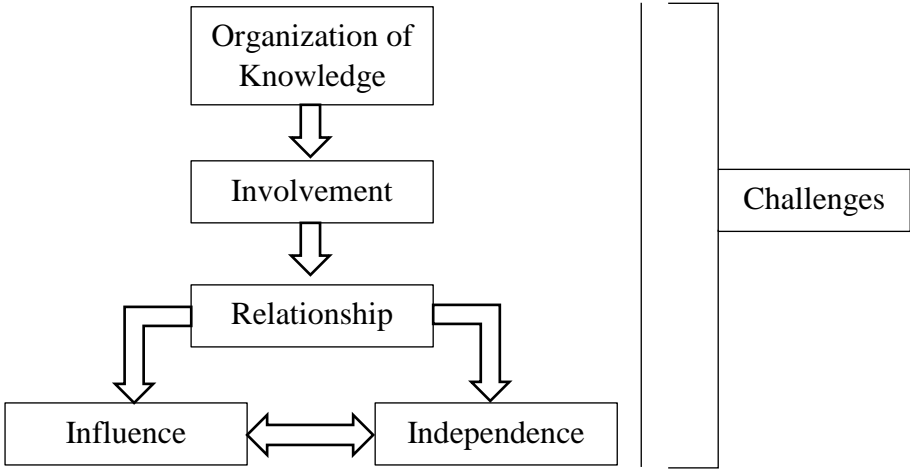 Organization of
Knowledge
Involvement
Challenges
Relationship
Influence
Independence